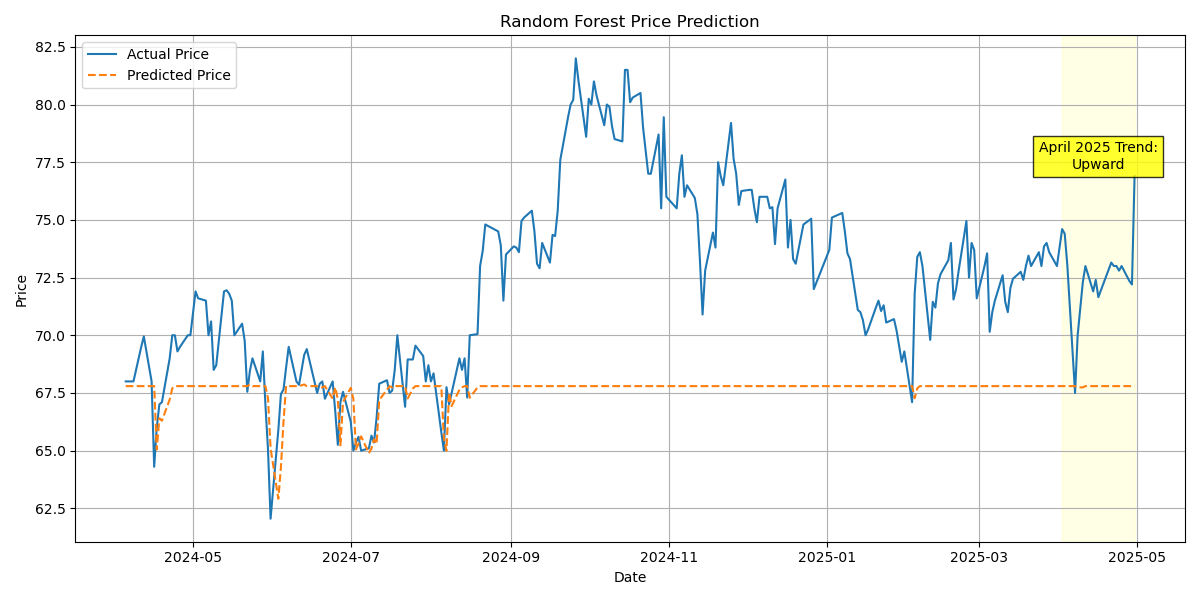 Random Forest Price Prediction
Actual Price
Predicted Price
April 2025 Trend:
Upward
Price
82.5
80.0
77.5
75.0
72.5
70.0
67.5
65.0
62.5
2024-05
2024-07
2024-09
2024-11
2025-01
2025-03
2025-05
Date